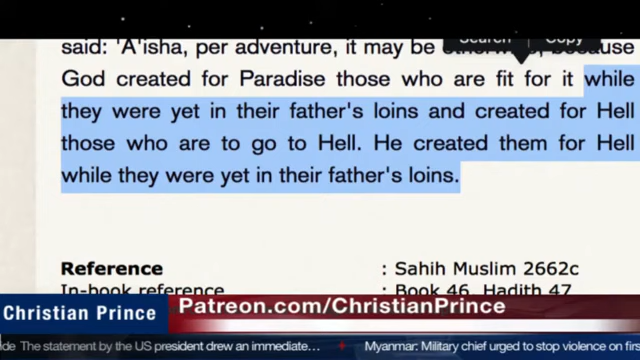 said: 'A'isha, per adventure, it may be otherwise, because
Search Copy
God created for Paradise those who are fit for it while
they were yet in their father's loins and created for Hell
those who are to go to Hell. He created them for Hell
while they were yet in their father's loins.
Reference : Sahih Muslim 2662c
In-book reference : Book 46, Hadith 47
Christian Prince
Patreon.com/ChristianPrince
de The statement by the US president drew an immediate... Myanmar: Military chief urged to stop violence on firs